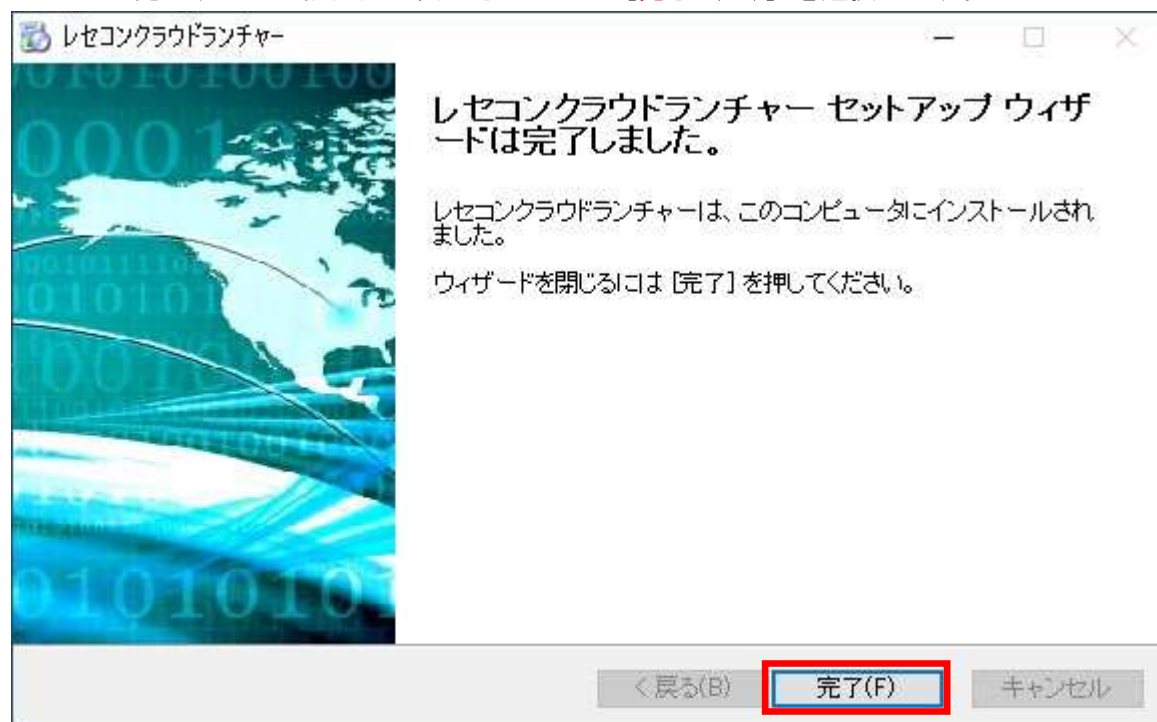 レセコンクラウドランチャー
レセコンクラウドランチャー セットアップ ウィザ
ードは完了しました。
レセコンクラウドランチャーは、このコンピュータにインストールされ
ました。
ウィザードを閉じるには [完了] を押してください。
< 戻る(B)
完了(F)
キャンセル